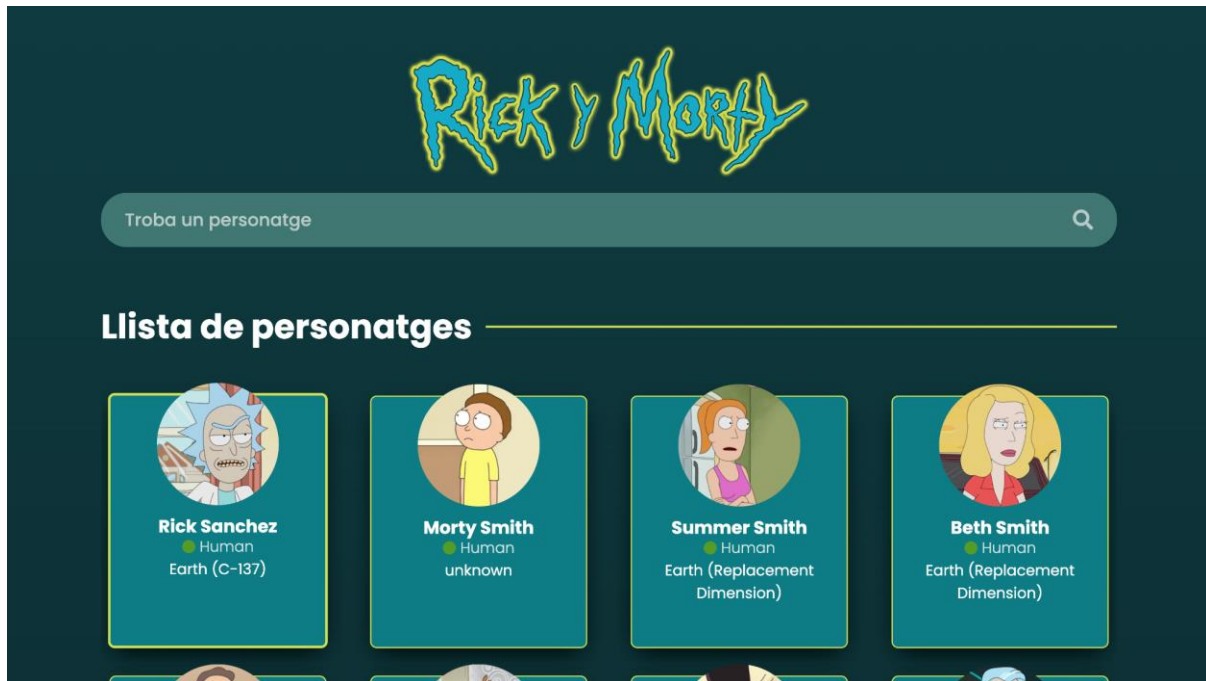 Rick y Morty
Troba un personatge
Llista de personatges
Rick Sanchez
Human
Earth (C-137)
Morty Smith
Human
unknown
Summer Smith
Human
Earth (Replacement
Dimension)
Beth Smith
Human
Earth (Replacement
Dimension)